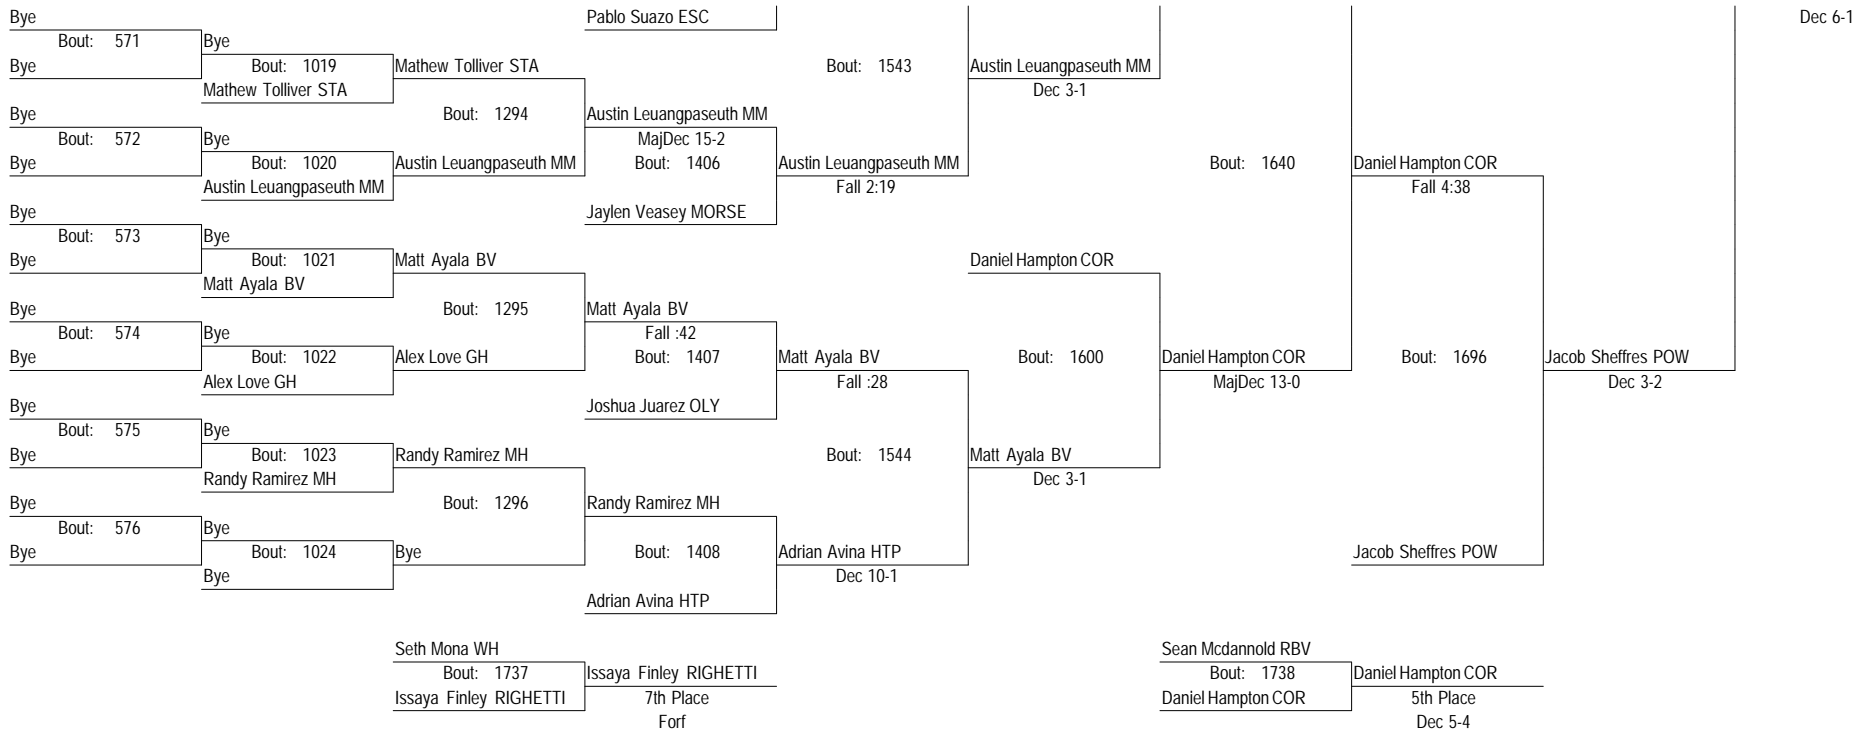 Bye
Pablo Suazo ESC
Dec 6-1
Bout: 571
Bye
Bye
Bout: 1019
Mathew Tolliver STA
Bout: 1543
Austin Leuangpaseuth MM
Mathew Tolliver STA
Dec 3-1
Bye
Bout: 1294
Austin Leuangpaseuth MM
Bout: 572
Bye
MajDec 15-2
Bye
Bout: 1020
Austin Leuangpaseuth MM
Bout: 1406
Austin Leuangpaseuth MM
Bout: 1640
Daniel Hampton COR
Austin Leuangpaseuth MM
Fall 2:19
Fall 4:38
Bye
Jaylen Veasey MORSE
Bout: 573
Bye
Bye
Bout: 1021
Matt Ayala BV
Daniel Hampton COR
Matt Ayala BV
Bye
Bout: 1295
Matt Ayala BV
Bout: 574
Bye
Fall :42
Bye
Bout: 1022
Alex Love GH
Bout: 1407
Matt Ayala BV
Bout: 1600
Daniel Hampton COR
Bout: 1696
Jacob Sheffres POW
Alex Love GH
Fall :28
MajDec 13-0
Dec 3-2
Bye
Joshua Juarez OLY
Bout: 575
Bye
Bye
Bout: 1023
Randy Ramirez MH
Bout: 1544
Matt Ayala BV
Randy Ramirez MH
Dec 3-1
Bye
Bout: 1296
Randy Ramirez MH
Bout: 576
Bye
Bye
Bout: 1024
Bye
Bout: 1408
Adrian Avina HTP
Jacob Sheffres POW
Bye
Dec 10-1
Adrian Avina HTP
Seth Mona WH
Sean Mcdannold RBV
Bout: 1737
Issaya Finley RIGHETTI
Bout: 1738
Daniel Hampton COR
Issaya Finley RIGHETTI
7th Place
Daniel Hampton COR
5th Place
Forf
Dec 5-4